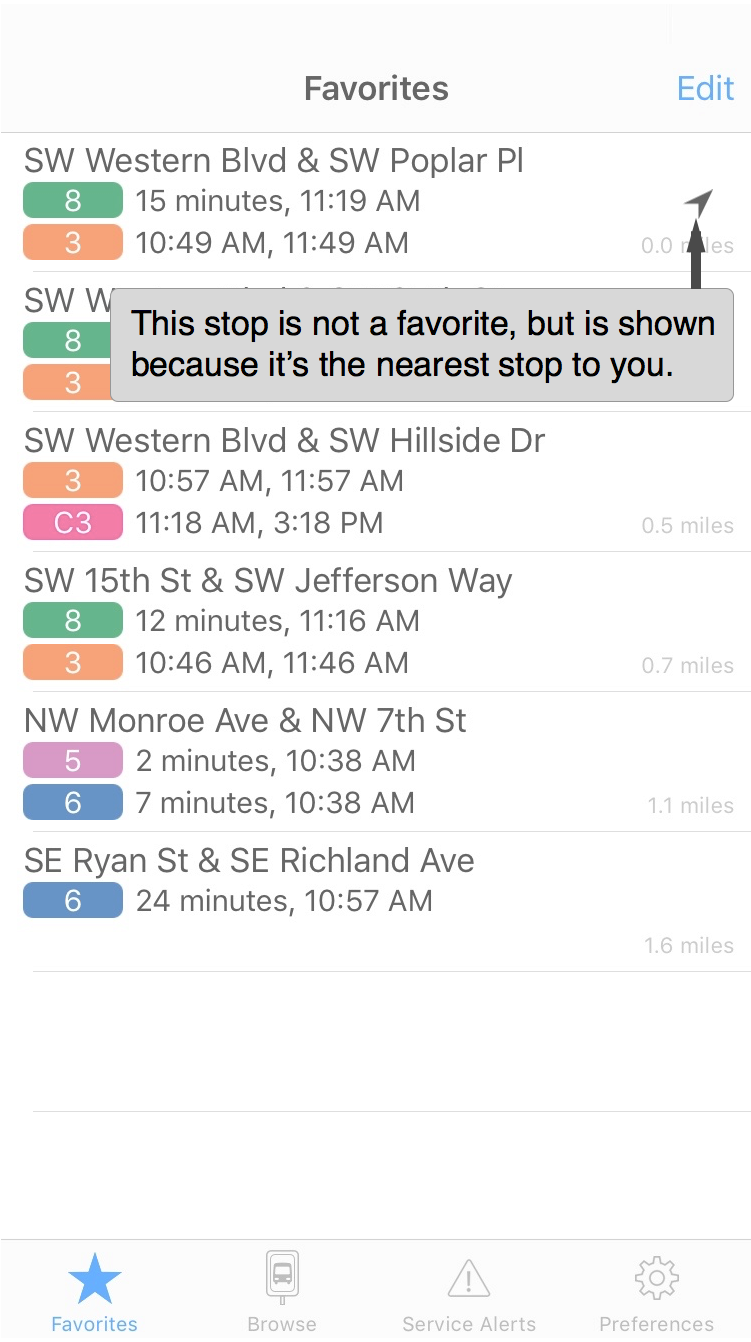 Favorites
Edit
SW Western Blvd & SW Poplar Pl
8 15 minutes, 11:19 AM
3 10:49 AM, 11:49 AM
0.0 miles
SW
8
3
This stop is not a favorite, but is shown
because it’s the nearest stop to you.
SW Western Blvd & SW Hillside Dr
3 10:57 AM, 11:57 AM
C3 11:18 AM, 3:18 PM
0.5 miles
SW 15th St & SW Jefferson Way
8 12 minutes, 11:16 AM
3 10:46 AM, 11:46 AM
0.7 miles
NW Monroe Ave & NW 7th St
5 2 minutes, 10:38 AM
6 7 minutes, 10:38 AM
1.1 miles
SE Ryan St & SE Richland Ave
6 24 minutes, 10:57 AM
1.6 miles
Favorites
Browse
Service Alerts
Preferences